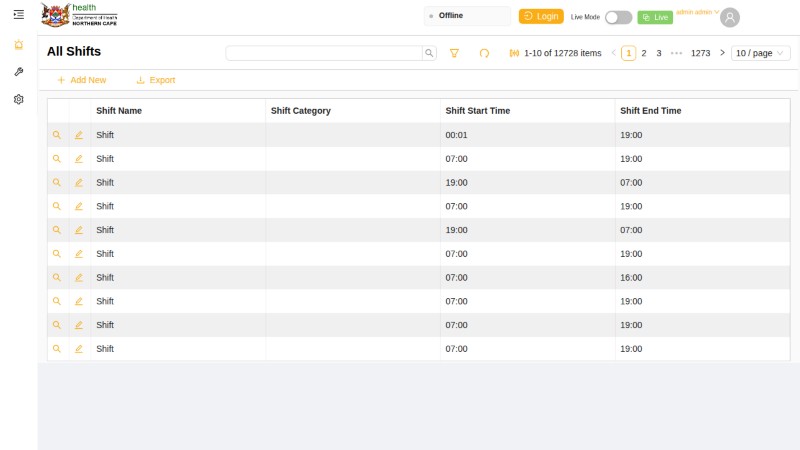 health
Department of Health
NORTHERN CAPE
Offline
Login
Live Mode
Live
admin admin
All Shifts
1-10 of 12728 items
1 2 3 ••• 1273
10 / page
Add New
Export
Shift Name Shift Category Shift Start Time Shift End Time
Shift 00:01 19:00
Shift 07:00 19:00
Shift 19:00 07:00
Shift 07:00 19:00
Shift 19:00 07:00
Shift 07:00 19:00
Shift 07:00 16:00
Shift 07:00 19:00
Shift 07:00 19:00
Shift 07:00 19:00